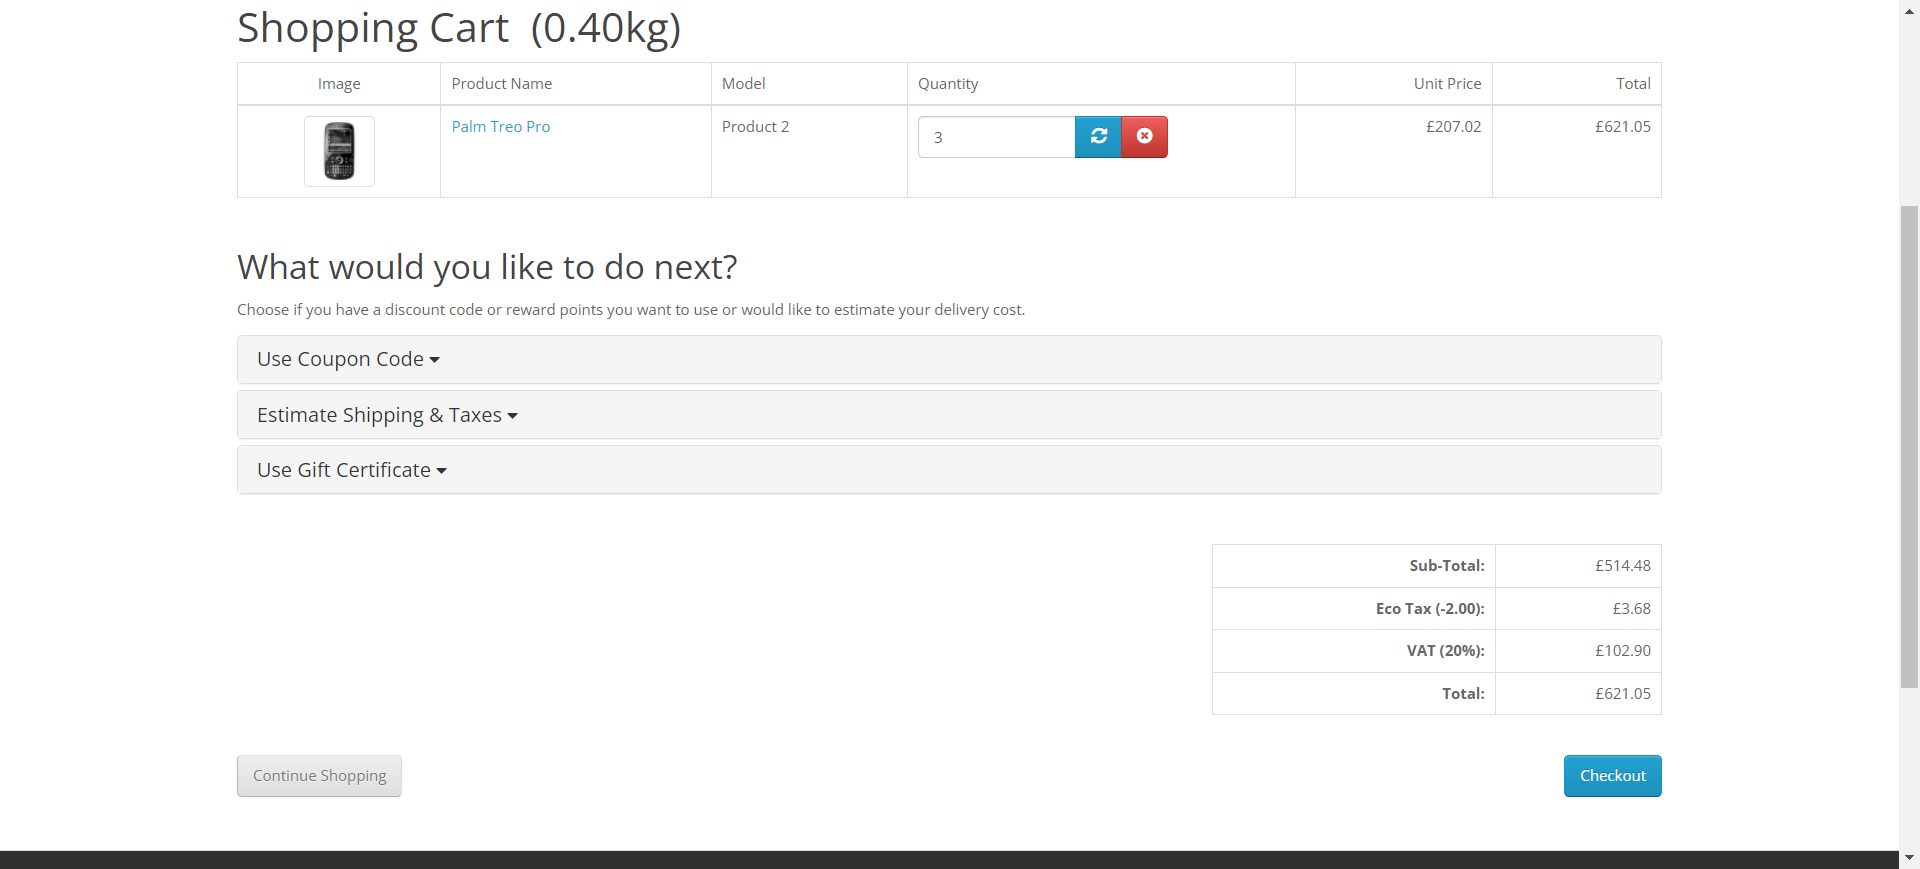 Shopping Cart  (0.40kg)
Image Product Name Model Quantity Unit Price Total
Palm Treo Pro Product 2 3 £207.02 £621.05
What would you like to do next?
Choose if you have a discount code or reward points you want to use or would like to estimate your delivery cost.
Use Coupon Code
Estimate Shipping & Taxes
Use Gift Certificate
Sub-Total: £514.48
Eco Tax (-2.00): £3.68
VAT (20%): £102.90
Total: £621.05
Continue Shopping Checkout